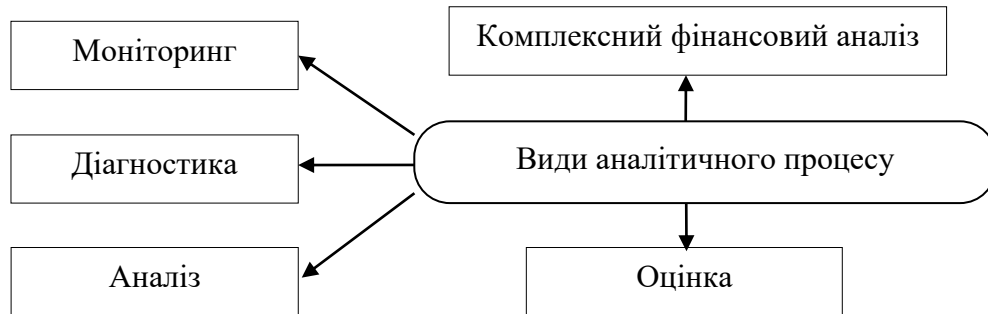 Моніторинг
Комплексний фінансовий аналіз
Діагностика
Види аналітичного процесу
Аналіз
Оцінка